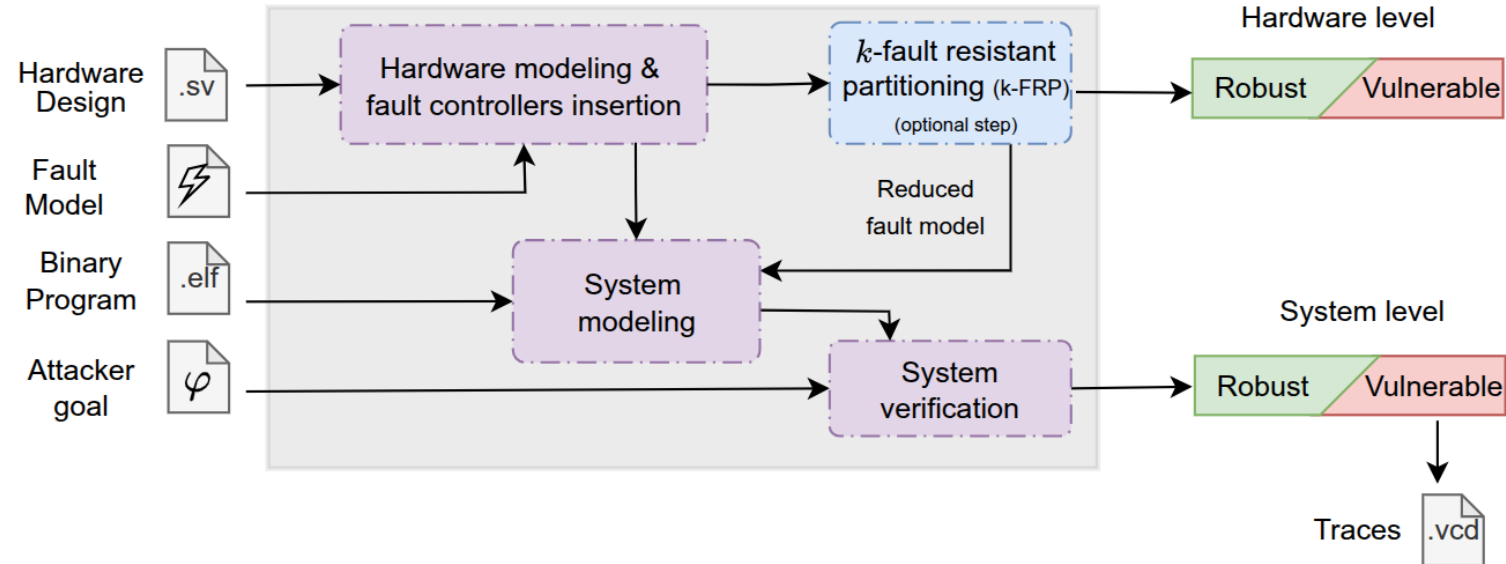 Hardware level
Hardware
Design
.sv
Hardware modeling &
fault controllers insertion
k-fault resistant
partitioning (k-FRP)
(optional step)
Robust
Vulnerable
Fault
Model
Reduced
fault model
Binary
Program
.elf
System
modeling
System level
Attacker
goal
φ
System
verification
Robust
Vulnerable
Traces
.vcd